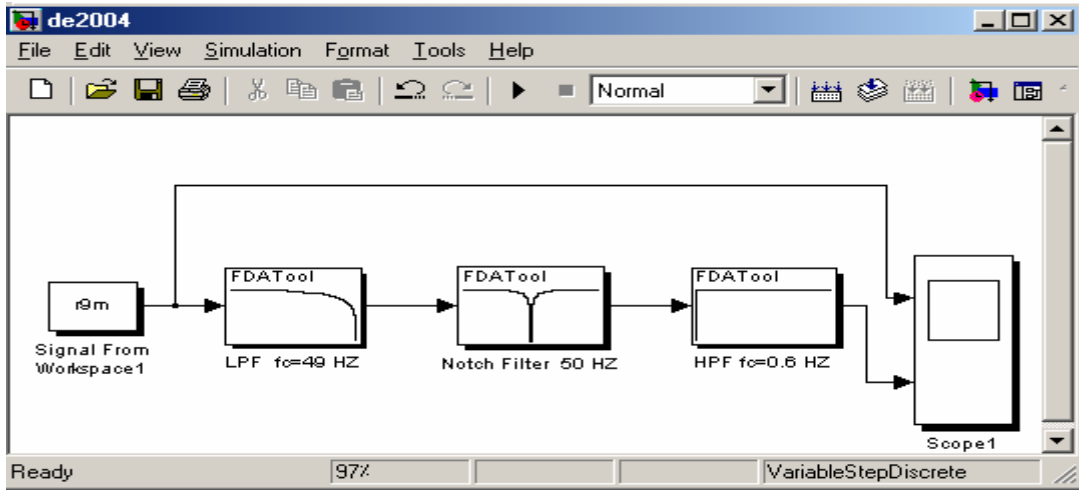 de2004
File Edit View Simulation Format Tools Help
Normal
r9m
Signal From
Workspace1
FDATool
LPF fc=49 HZ
FDATool
Notch Filter 50 HZ
FDATool
HPF fc=0.6 HZ
Scope1
Ready 97% VariableStepDiscrete